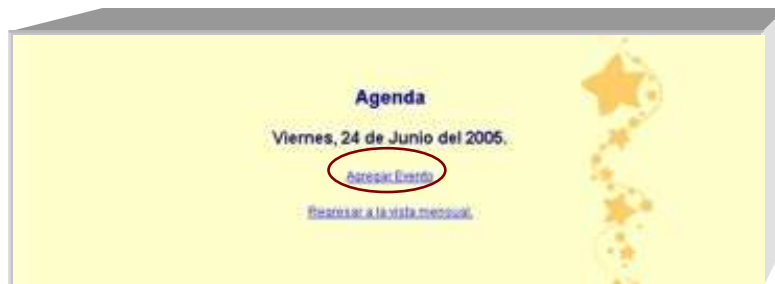 Agenda
Viernes, 24 de Junio del 2005.
Agregar Evento
Regresar a la vista mensual.